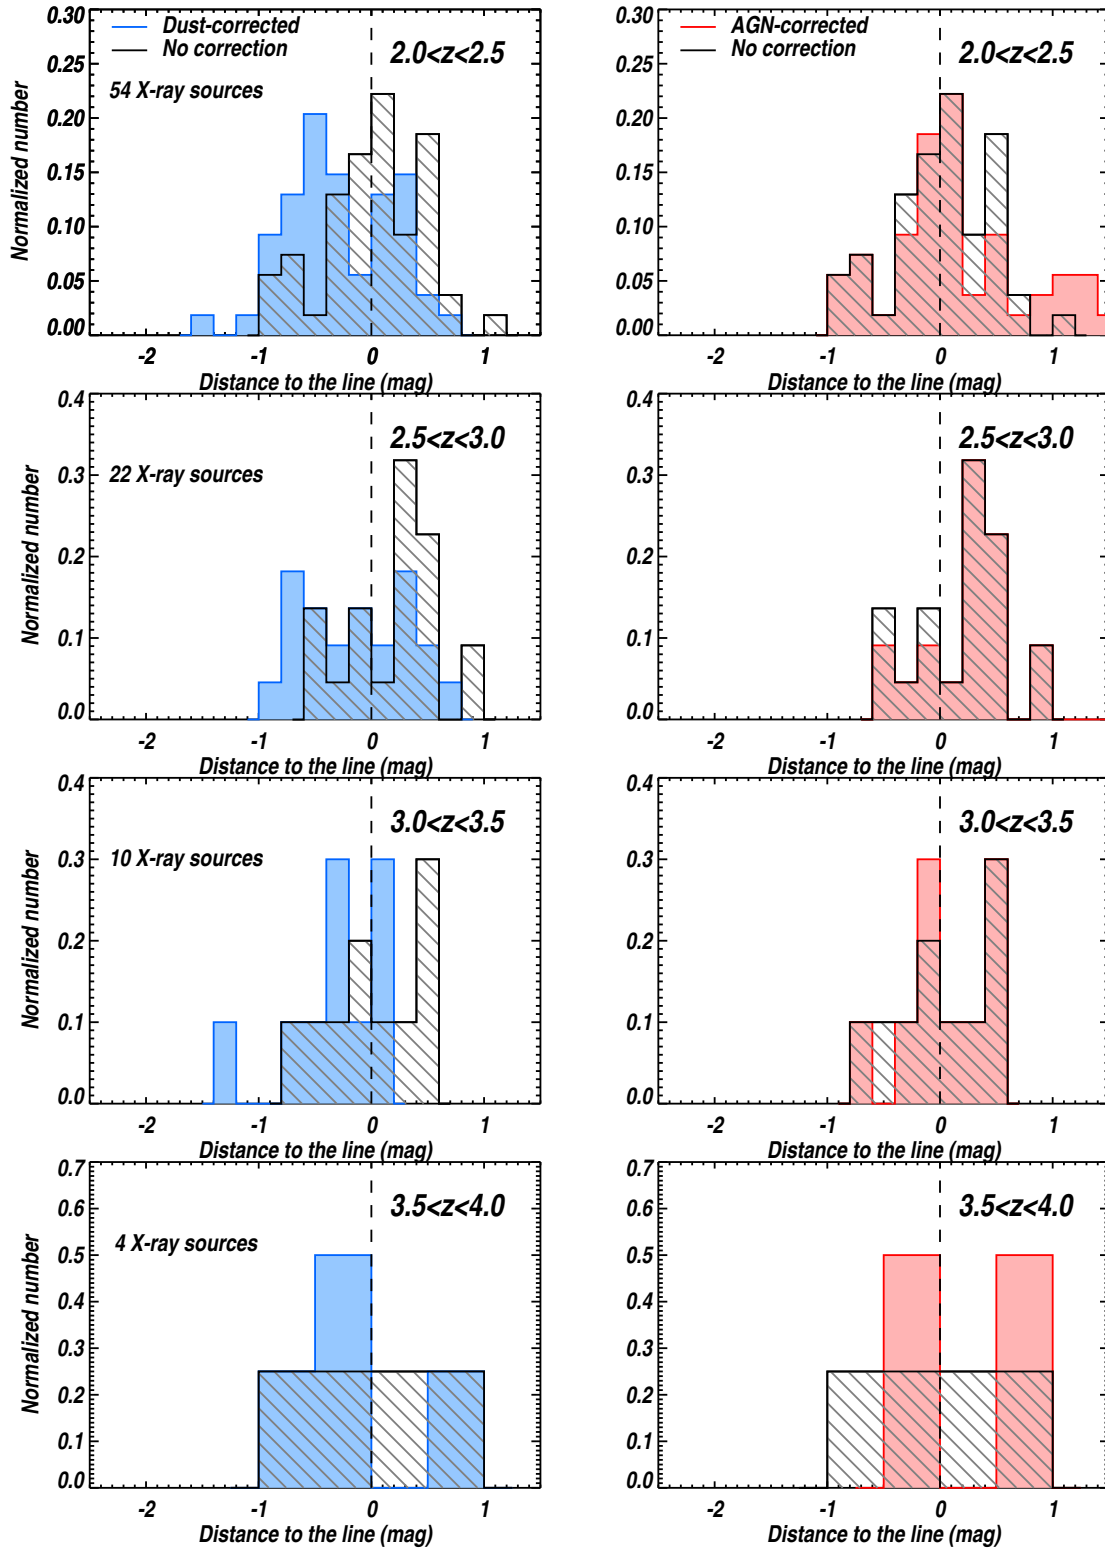 Dust-corrected
No correction
2.0<z<2.5
54 X-ray sources
Normalized number
0.30
0.25
0.20
0.15
0.10
0.05
0.00
-2 -1 0 1
Distance to the line (mag)
AGN-corrected
No correction
2.0<z<2.5
0.30
0.25
0.20
0.15
0.10
0.05
0.00
-2 -1 0 1
Distance to the line (mag)
2.5<z<3.0
22 X-ray sources
Normalized number
0.4
0.3
0.2
0.1
0.0
-2 -1 0 1
Distance to the line (mag)
2.5<z<3.0
0.4
0.3
0.2
0.1
0.0
-2 -1 0 1
Distance to the line (mag)
3.0<z<3.5
10 X-ray sources
Normalized number
0.4
0.3
0.2
0.1
0.0
-2 -1 0 1
Distance to the line (mag)
3.0<z<3.5
0.4
0.3
0.2
0.1
0.0
-2 -1 0 1
Distance to the line (mag)
3.5<z<4.0
4 X-ray sources
Normalized number
0.7
0.6
0.5
0.4
0.3
0.2
0.1
0.0
-2 -1 0 1
Distance to the line (mag)
3.5<z<4.0
0.7
0.6
0.5
0.4
0.3
0.2
0.1
0.0
-2 -1 0 1
Distance to the line (mag)